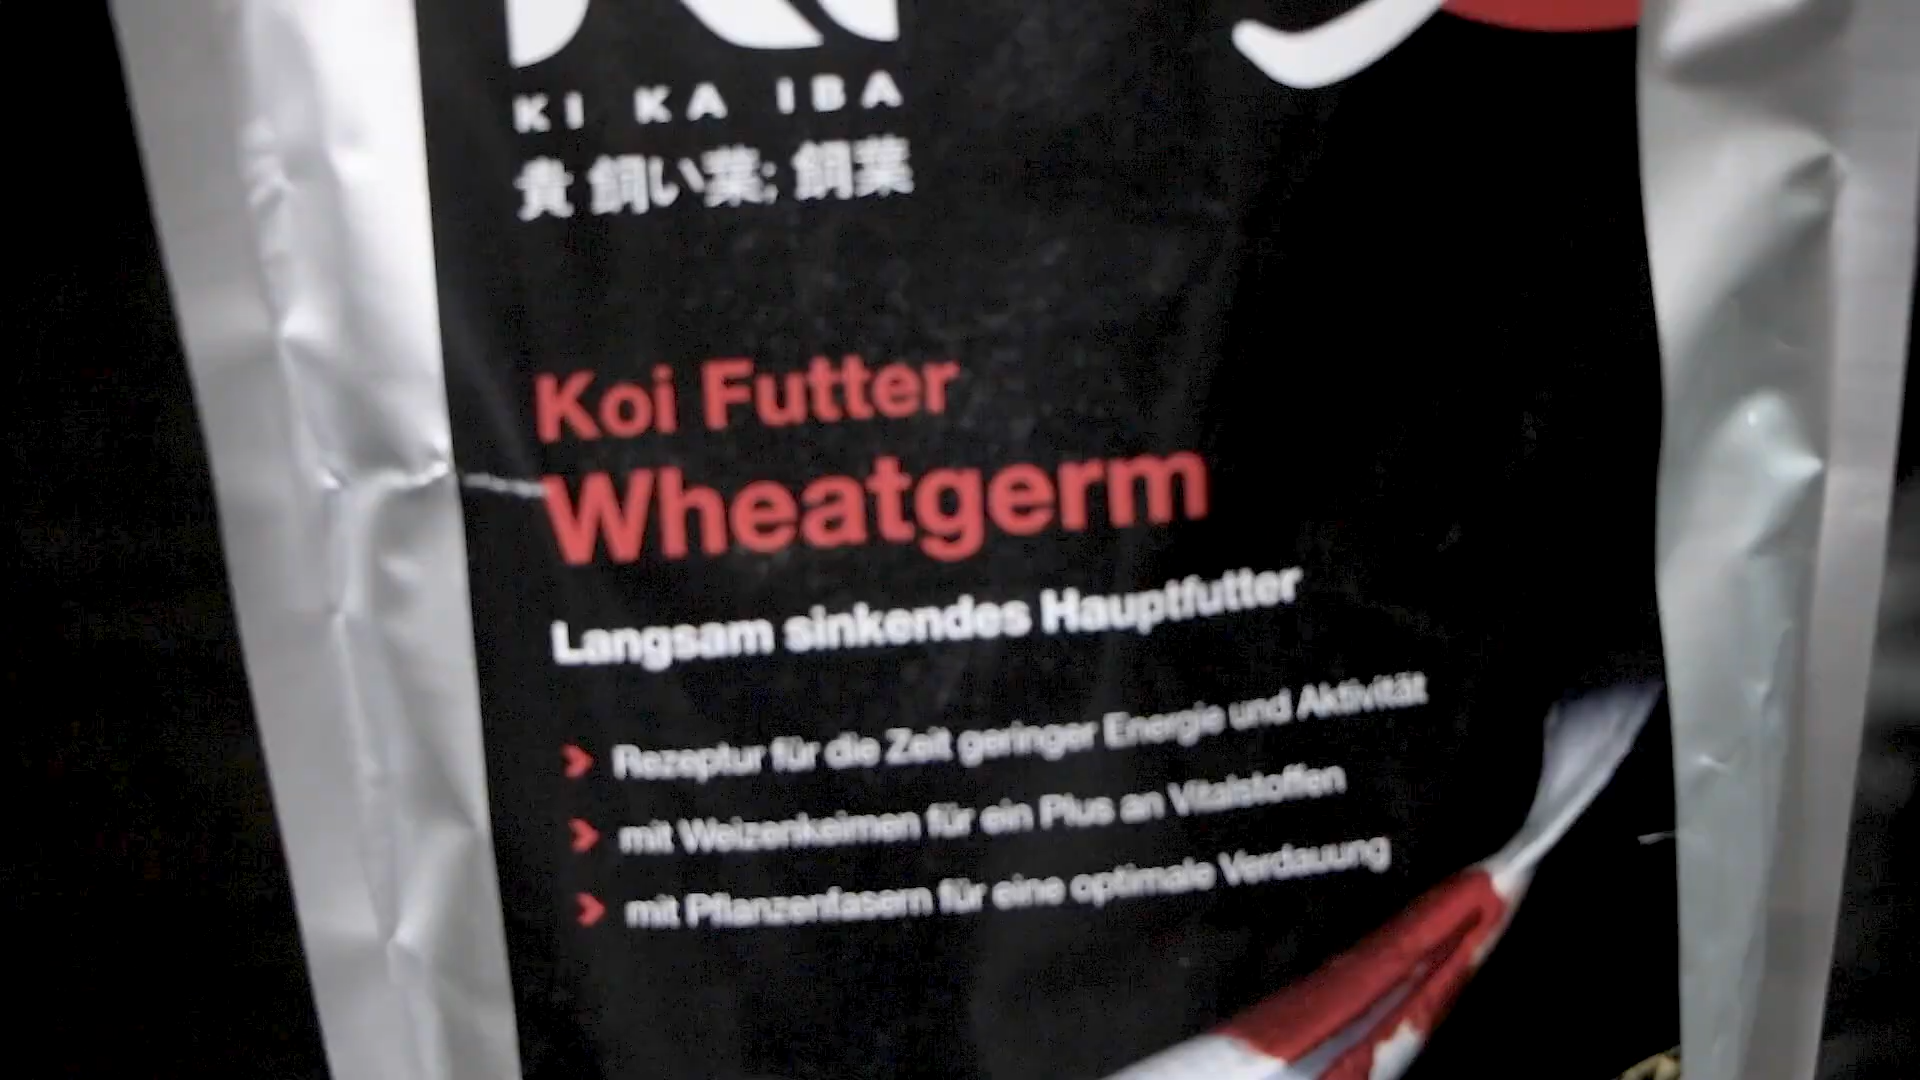 KI KA IBA
貴 飼い葉; 飼葉
Koi Futter
Wheatgerm
Langsam sinkendes Hauptfutter
Rezeptur für die Zeit geringer Energie und Aktivität
mit Weizenkeimen für ein Plus an Vitalstoffen
mit Pflanzenfasern für eine optimale Verdauung